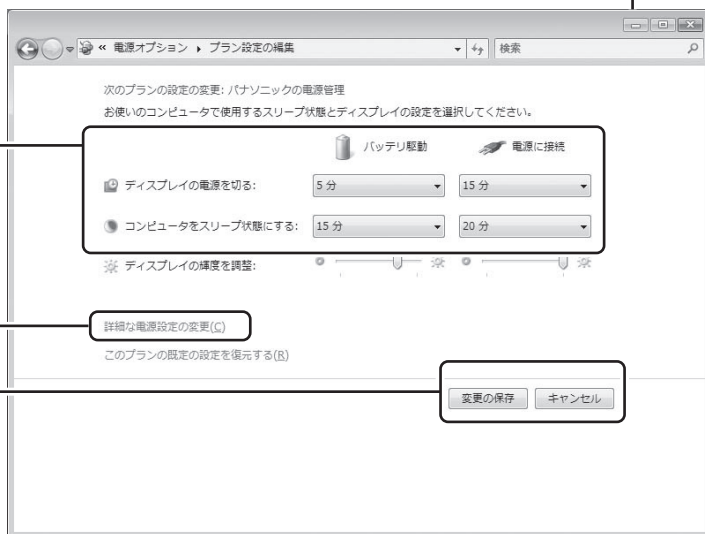 « 電源オプション ▸ プラン設定の編集 検索
次のプランの設定の変更: パナソニックの電源管理
お使いのコンピュータで使用するスリープ状態とディスプレイの設定を選択してください。
バッテリ駆動 電源に接続
ディスプレイの電源を切る: 5 分 15 分
コンピュータをスリープ状態にする: 15 分 20 分
ディスプレイの輝度を調整:
詳細な電源設定の変更(C)
このプランの既定の設定を復元する(R)
変更の保存 キャンセル